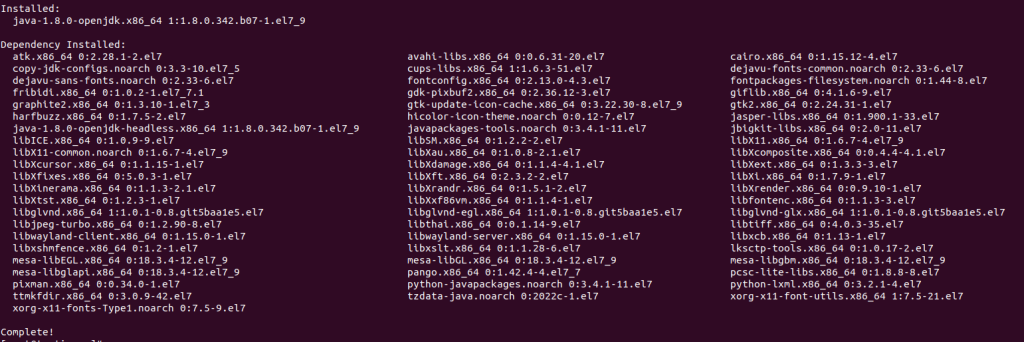 Installed:
java-1.8.0-openjdk.x86_64 1:1.8.0.342.b07-1.el7_9
Dependency Installed:
atk.x86_64 0:2.28.1-2.el7 avahi-libs.x86_64 0:0.6.31-20.el7 cairo.x86_64 0:1.15.12-4.el7
copy-jdk-configs.noarch 0:3.3-10.el7_5 cups-libs.x86_64 1:1.6.3-51.el7 dejavu-fonts-common.noarch 0:2.33-6.el7
dejavu-sans-fonts.noarch 0:2.33-6.el7 fontconfig.x86_64 0:2.13.0-4.3.el7 fontpackages-filesystem.noarch 0:1.44-8.el7
fribidi.x86_64 0:1.0.2-1.el7_7.1 gdk-pixbuf2.x86_64 0:2.36.12-3.el7 giflib.x86_64 0:4.1.6-9.el7
graphite2.x86_64 0:1.3.10-1.el7_3 gtk-update-icon-cache.x86_64 0:3.22.30-8.el7_9 gtk2.x86_64 0:2.24.31-1.el7
harfbuzz.x86_64 0:1.7.5-2.el7 hicolor-icon-theme.noarch 0:0.12-7.el7 jasper-libs.x86_64 0:1.900.1-33.el7
java-1.8.0-openjdk-headless.x86_64 1:1.8.0.342.b07-1.el7_9 javapackages-tools.noarch 0:3.4.1-11.el7 jbigkit-libs.x86_64 0:2.0-11.el7
libICE.x86_64 0:1.0.9-9.el7 libSM.x86_64 0:1.2.2-2.el7 libX11.x86_64 0:1.6.7-4.el7_9
libX11-common.noarch 0:1.6.7-4.el7_9 libXau.x86_64 0:1.0.8-2.1.el7 libXcomposite.x86_64 0:0.4.4-4.1.el7
libXcursor.x86_64 0:1.1.15-1.el7 libXdamage.x86_64 0:1.1.4-4.1.el7 libXext.x86_64 0:1.3.3-3.el7
libXfixes.x86_64 0:5.0.3-1.el7 libXft.x86_64 0:2.3.2-2.el7 libXi.x86_64 0:1.7.9-1.el7
libXinerama.x86_64 0:1.1.3-2.1.el7 libXrandr.x86_64 0:1.5.1-2.el7 libXrender.x86_64 0:0.9.10-1.el7
libXtst.x86_64 0:1.2.3-1.el7 libXxf86vm.x86_64 0:1.1.4-1.el7 libfontenc.x86_64 0:1.1.3-3.el7
libglvnd.x86_64 1:1.0.1-0.8.git5baa1e5.el7 libglvnd-egl.x86_64 1:1.0.1-0.8.git5baa1e5.el7 libglvnd-glx.x86_64 1:1.0.1-0.8.git5baa1e5.el7
libjpeg-turbo.x86_64 0:1.2.90-8.el7 libthai.x86_64 0:0.1.14-9.el7 libtiff.x86_64 0:4.0.3-35.el7
libwayland-client.x86_64 0:1.15.0-1.el7 libwayland-server.x86_64 0:1.15.0-1.el7 libxcb.x86_64 0:1.13-1.el7
libxshmfence.x86_64 0:1.2-1.el7 libxslt.x86_64 0:1.1.28-6.el7 lksctp-tools.x86_64 0:1.0.17-2.el7
mesa-libEGL.x86_64 0:18.3.4-12.el7_9 mesa-libGL.x86_64 0:18.3.4-12.el7_9 mesa-libgbm.x86_64 0:18.3.4-12.el7_9
mesa-libglapi.x86_64 0:18.3.4-12.el7_9 pango.x86_64 0:1.42.4-4.el7_7 pcsc-lite-libs.x86_64 0:1.8.8-8.el7
pixman.x86_64 0:0.34.0-1.el7 python-javapackages.noarch 0:3.4.1-11.el7 python-lxml.x86_64 0:3.2.1-4.el7
ttmkfdir.x86_64 0:3.0.9-42.el7 tzdata-java.noarch 0:2022c-1.el7 xorg-x11-font-utils.x86_64 1:7.5-21.el7
xorg-x11-fonts-Type1.noarch 0:7.5-9.el7
Complete!